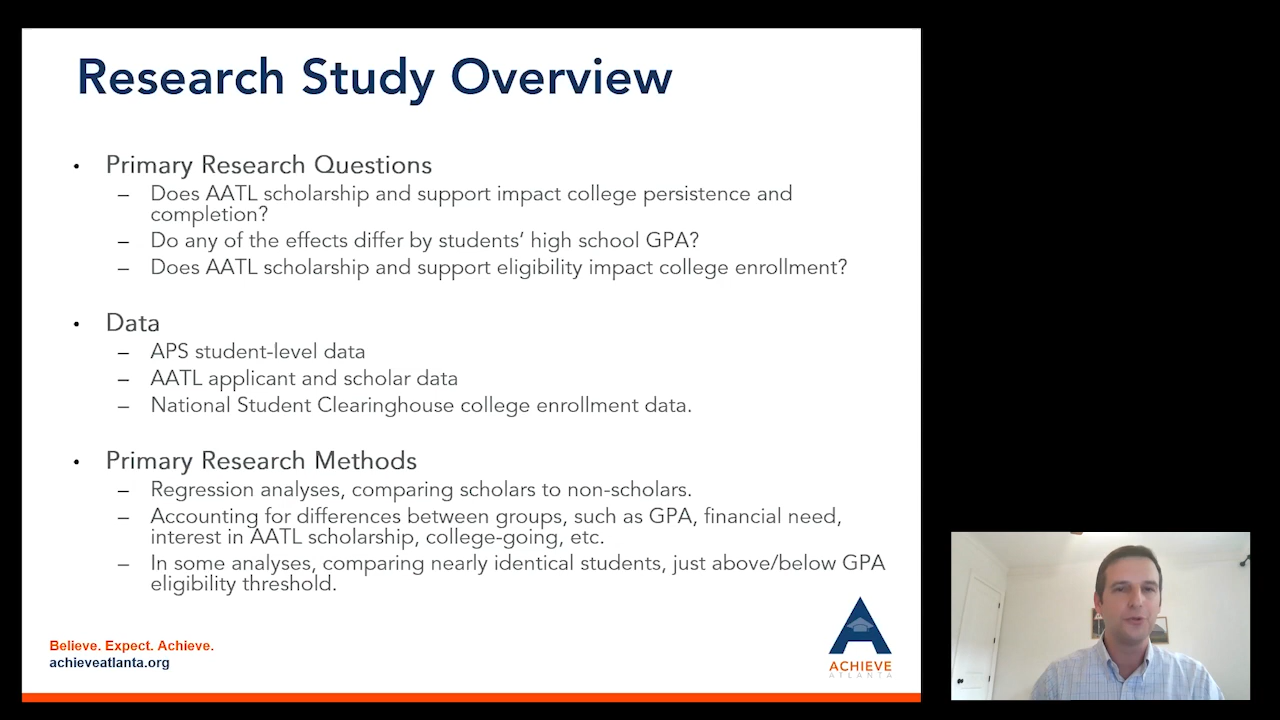 Research Study Overview
• Primary Research Questions
– Does AATL scholarship and support impact college persistence and
completion?
– Do any of the effects differ by students’ high school GPA?
– Does AATL scholarship and support eligibility impact college enrollment?
• Data
– APS student-level data
– AATL applicant and scholar data
– National Student Clearinghouse college enrollment data.
• Primary Research Methods
– Regression analyses, comparing scholars to non-scholars.
– Accounting for differences between groups, such as GPA, financial need,
interest in AATL scholarship, college-going, etc.
– In some analyses, comparing nearly identical students, just above/below GPA
eligibility threshold.
Believe. Expect. Achieve.
achieveatlanta.org
ACHIEVE
ATLANTA